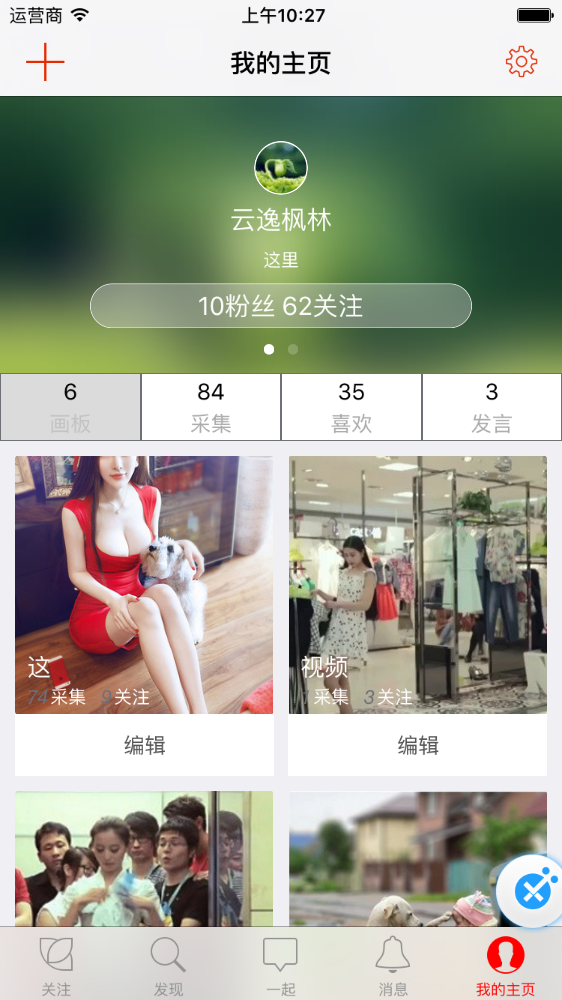 运营商 上午10:27
我的主页
云逸枫林
这里
10粉丝 62关注
6 84 35 3
画板 采集 喜欢 发言
这 视频
74采集 9关注 采集 3关注
编辑 编辑
关注 发现 一起 消息 我的主页